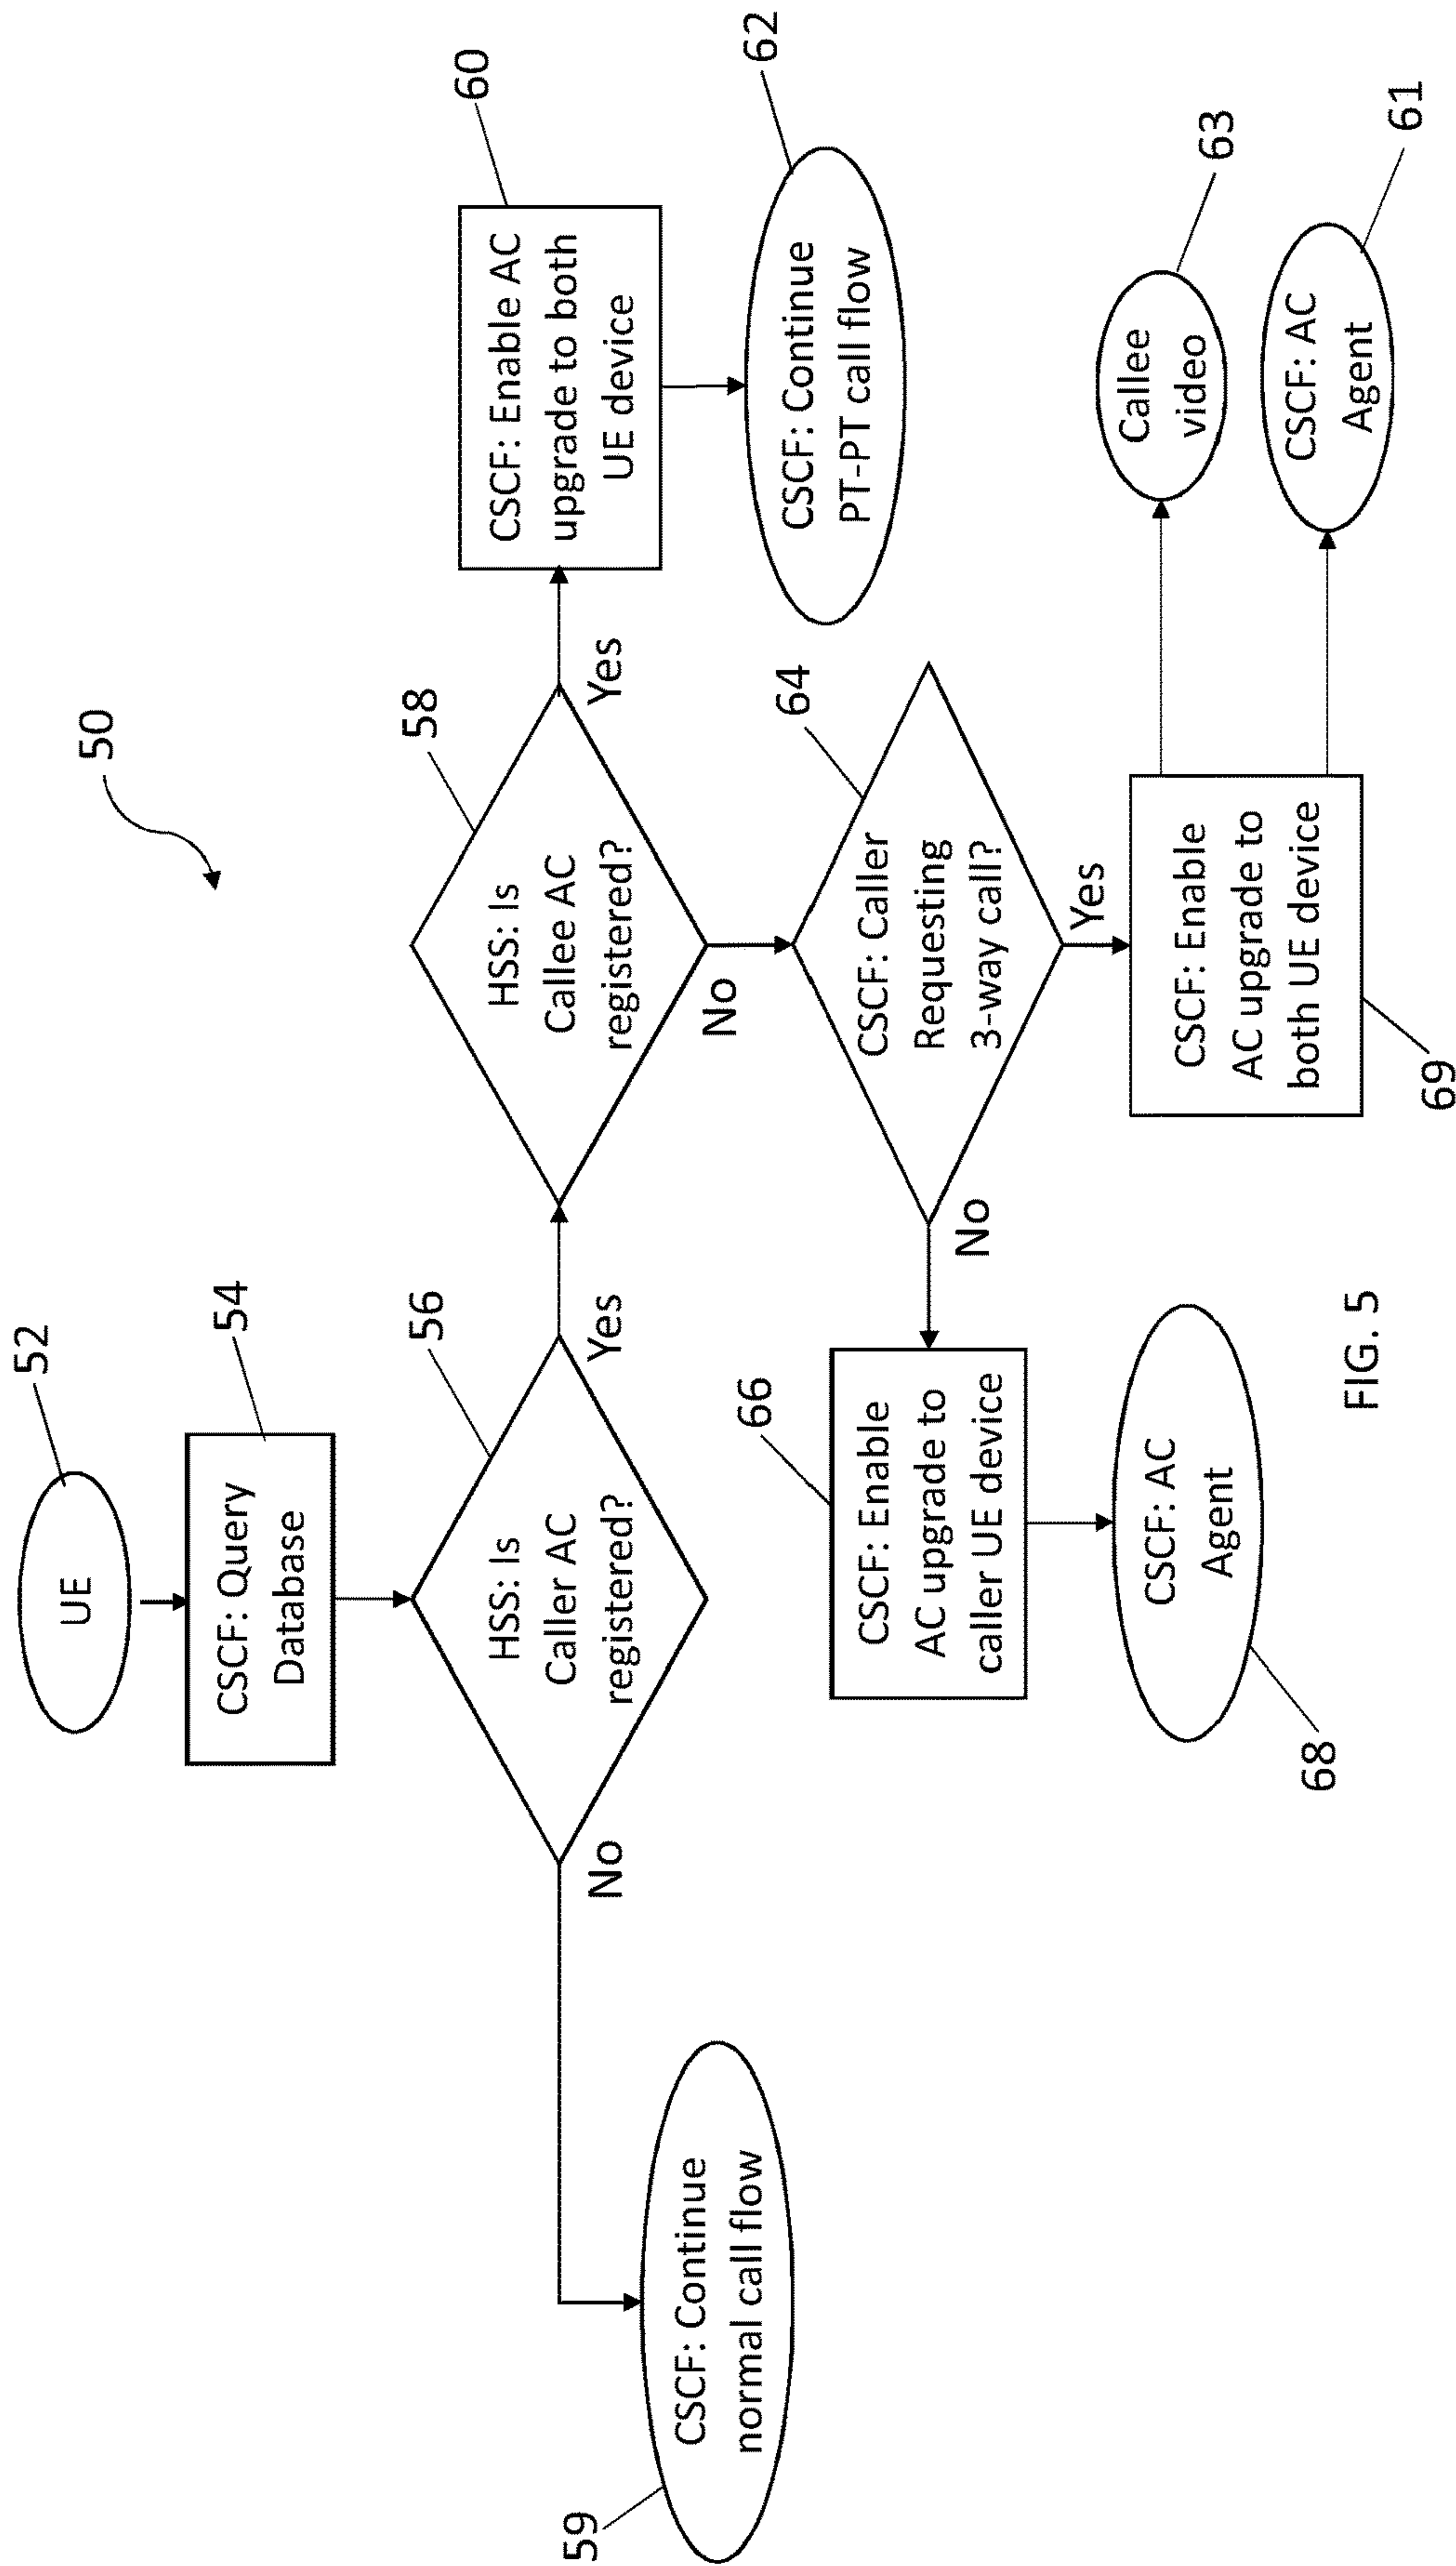 50
52
UE
54
CSCF: Query
Database
56
HSS: Is
Caller AC
registered?
No
Yes
58
HSS: Is
Callee AC
registered?
Yes
No
60
CSCF: Enable AC
upgrade to both
UE device
62
CSCF: Continue
PT-PT call flow
59
CSCF: Continue
normal call flow
64
CSCF: Caller
Requesting
3-way call?
No
Yes
66
CSCF: Enable
AC upgrade to
caller UE device
68
CSCF: AC
Agent
69
CSCF: Enable
AC upgrade to
both UE device
63
Callee
video
61
CSCF: AC
Agent
FIG. 5